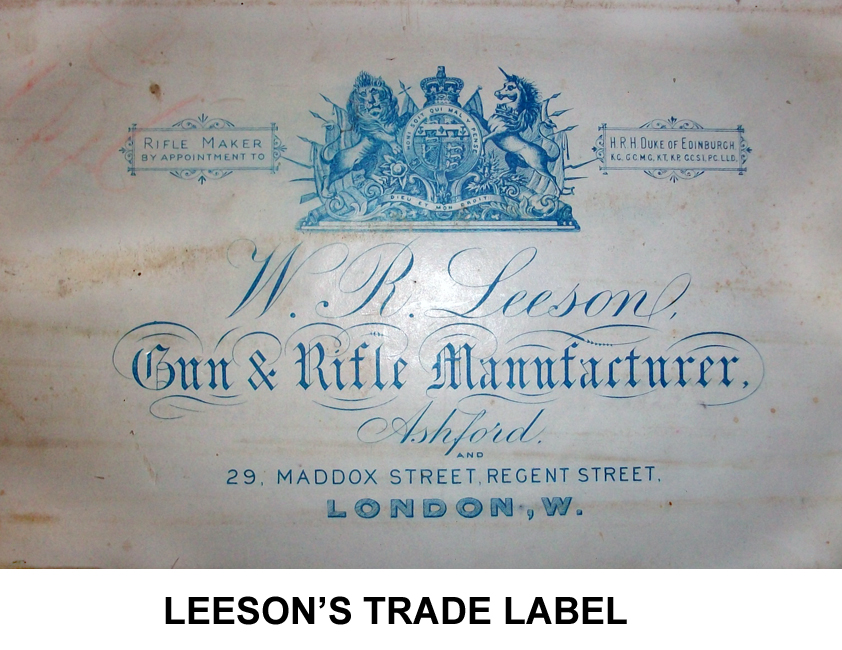 RIFLE MAKER
BY APPOINTMENT TO
HONI SOIT QUI MAL Y PENSE
DIEU ET MON DROIT
H.R.H DUKE OF EDINBURGH.
K.G. G.C.M.G, K.T, K.P, G.C.S.I, P.C, LL.D.
W. R. Leeson,
Gun & Rifle Manufacturer,
Ashford,
AND
29, MADDOX STREET, REGENT STREET,
LONDON, W.
LEESON’S TRADE LABEL